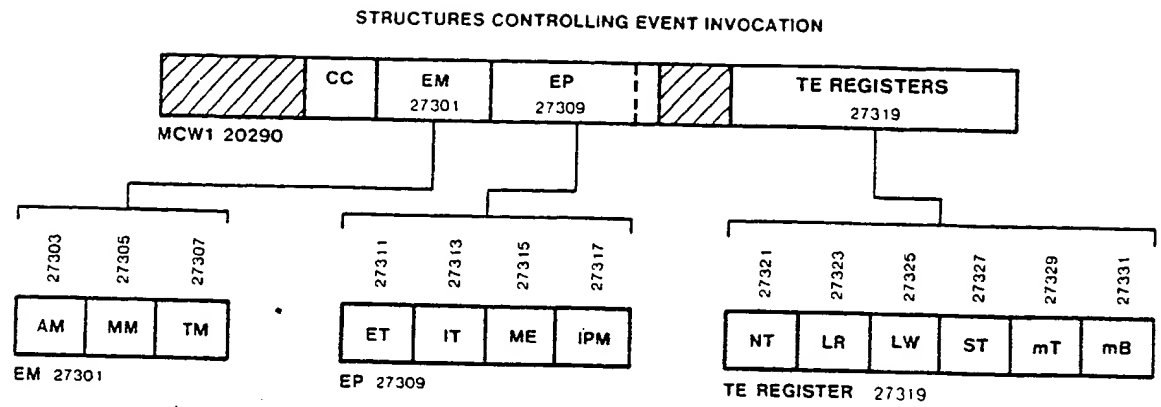 STRUCTURES CONTROLLING EVENT INVOCATION
CC EM EP TE REGISTERS
27301 27309 27319
MCW1 20290
27303 27305 27307 27311 27313 27315 27317 27321 27323 27325 27327 27329 27331
AM MM TM ET IT ME IPM NT LR LW ST mT mB
EM 27301 EP 27309 TE REGISTER 27319